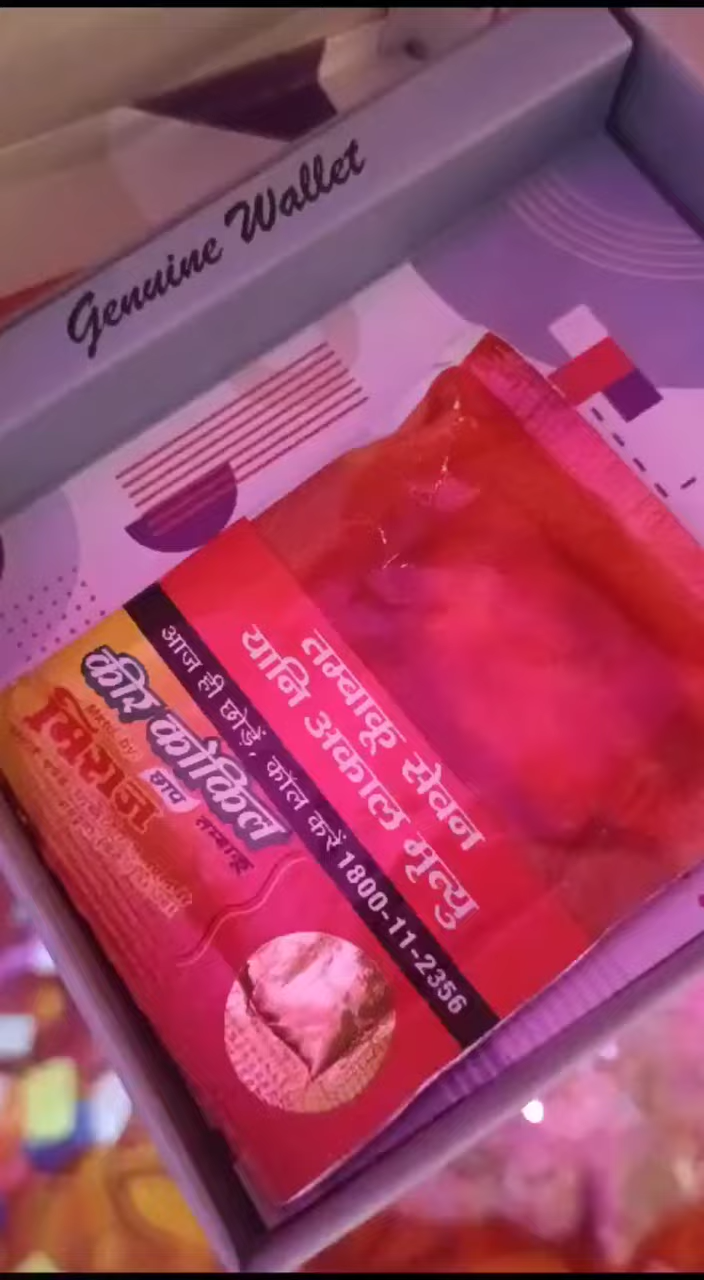 Genuine Wallet
तम्बाकू सेवन
यानि अकाल मृत्यु
आज ही छोड़ें, कॉल करें 1800-11-2356
कीर कोकिल
मिराज
छाप
तम्बाकू